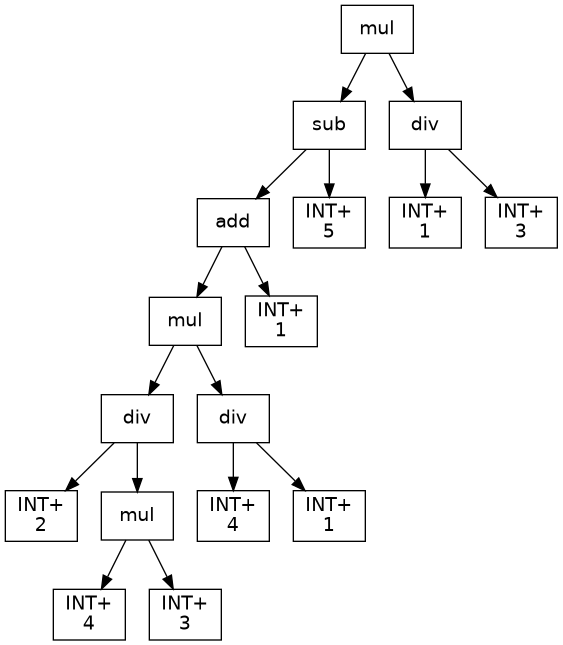 mul
sub
div
add
INT+
5
INT+
1
INT+
3
mul
INT+
1
div
div
INT+
2
mul
INT+
4
INT+
1
INT+
4
INT+
3